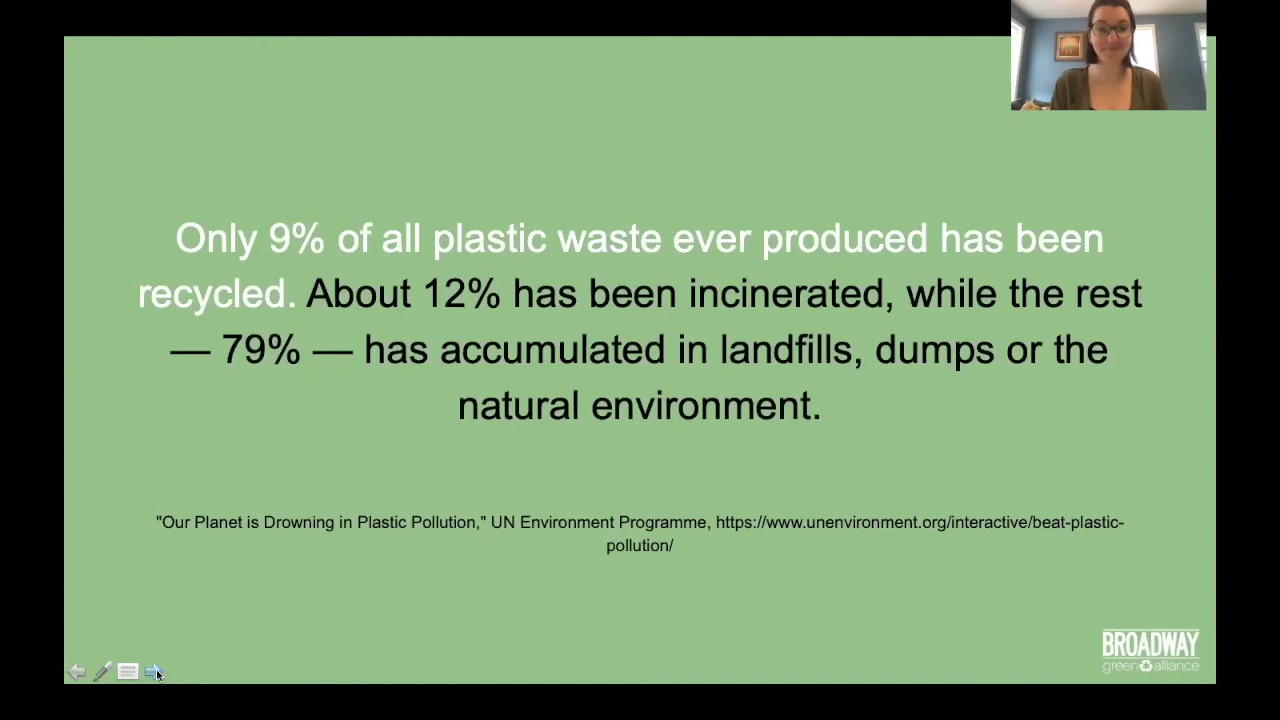 Only 9% of all plastic waste ever produced has been
recycled. About 12% has been incinerated, while the rest
— 79% — has accumulated in landfills, dumps or the
natural environment.
"Our Planet is Drowning in Plastic Pollution," UN Environment Programme, https://www.unenvironment.org/interactive/beat-plastic-
pollution/
BROADWAY
green alliance